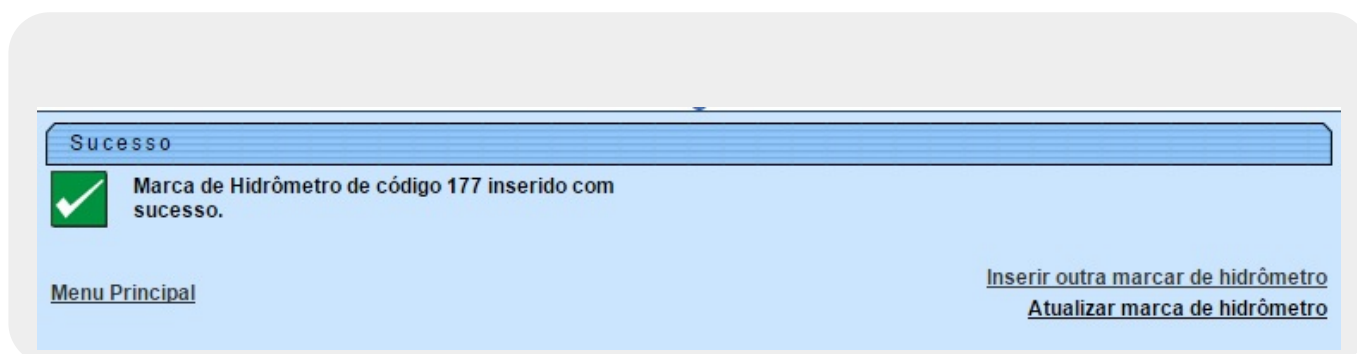 Sucesso
Marca de Hidrômetro de código 177 inserido com
sucesso.
Menu Principal
Inserir outra marcar de hidrômetro
Atualizar marca de hidrômetro